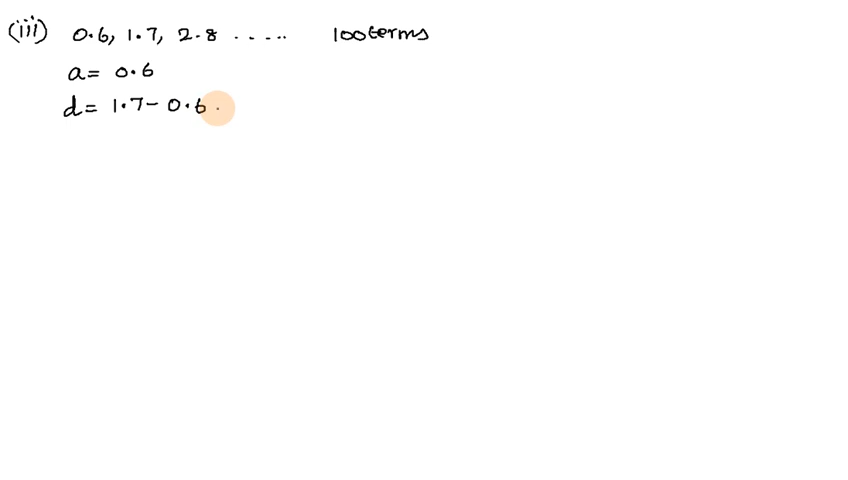 (iii) 0.6, 1.7, 2.8 ..... 100terms
a = 0.6
d = 1.7 - 0.6